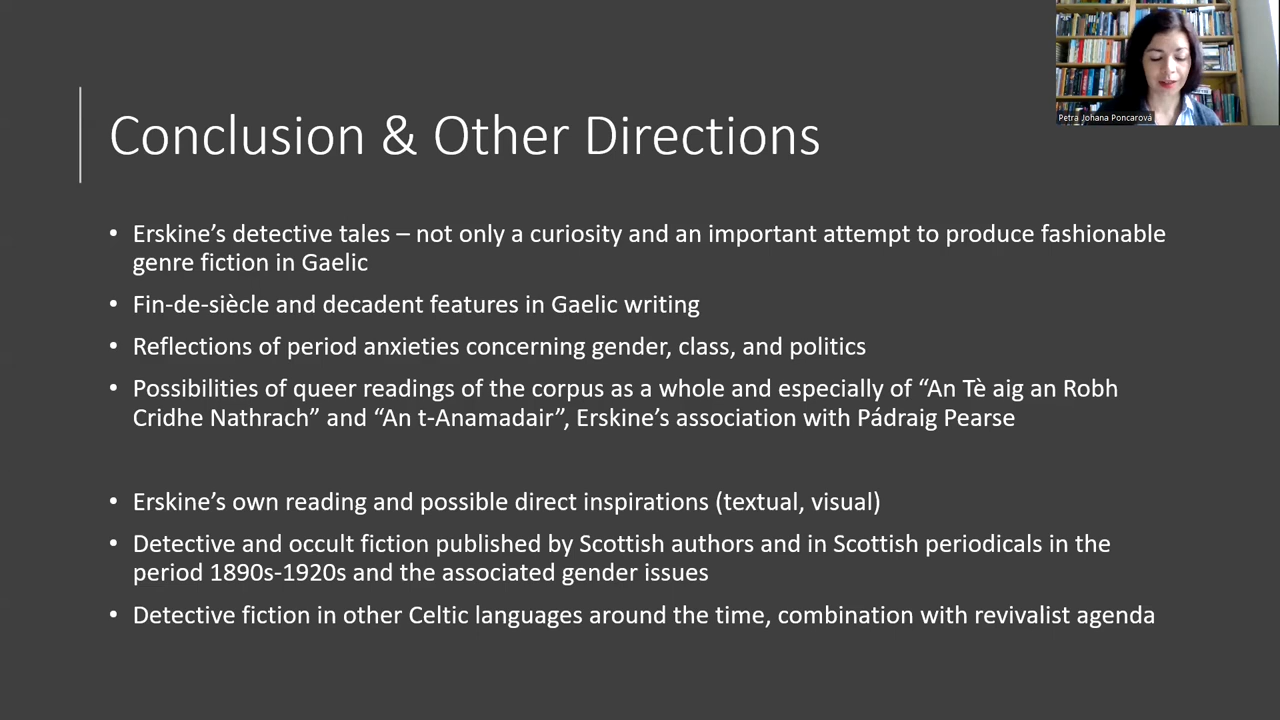 Petra Johana Poncarová
Conclusion & Other Directions
• Erskine’s detective tales – not only a curiosity and an important attempt to produce fashionable
genre fiction in Gaelic
• Fin-de-siècle and decadent features in Gaelic writing
• Reflections of period anxieties concerning gender, class, and politics
• Possibilities of queer readings of the corpus as a whole and especially of “An Tè aig an Robh
Cridhe Nathrach” and “An t-Anamadair”, Erskine’s association with Pádraig Pearse
• Erskine’s own reading and possible direct inspirations (textual, visual)
• Detective and occult fiction published by Scottish authors and in Scottish periodicals in the
period 1890s-1920s and the associated gender issues
• Detective fiction in other Celtic languages around the time, combination with revivalist agenda